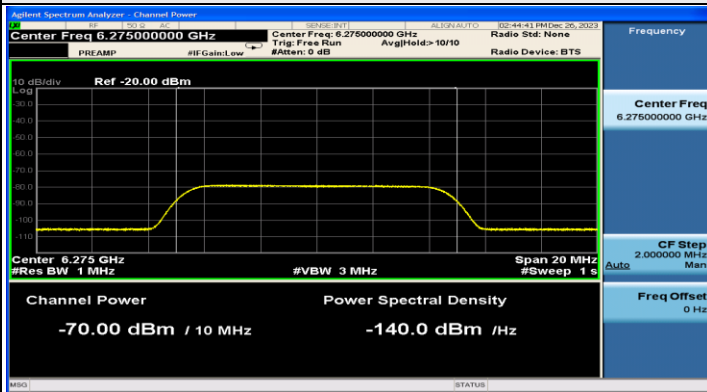 Agilent Spectrum Analyzer - Channel Power
RF 50 Ω AC SENSE:INT ALIGNAUTO 02:44:41 PM Dec 26, 2023
Center Freq 6.275000000 GHz Center Freq: 6.275000000 GHz Radio Std: None
Trig: Free Run Avg|Hold:>10/10
PREAMP #IFGain:Low #Atten: 0 dB Radio Device: BTS
10 dB/div Ref -20.00 dBm
Log
-30.0
-40.0
-50.0
-60.0
-70.0
-80.0
-90.0
-100
-110
Center 6.275 GHz Span 20 MHz
#Res BW 1 MHz #VBW 3 MHz #Sweep 1 s
Channel Power Power Spectral Density
-70.00 dBm / 10 MHz -140.0 dBm /Hz
Frequency
Center Freq
6.275000000 GHz
CF Step
2.000000 MHz
Auto Man
Freq Offset
0 Hz
MSG STATUS